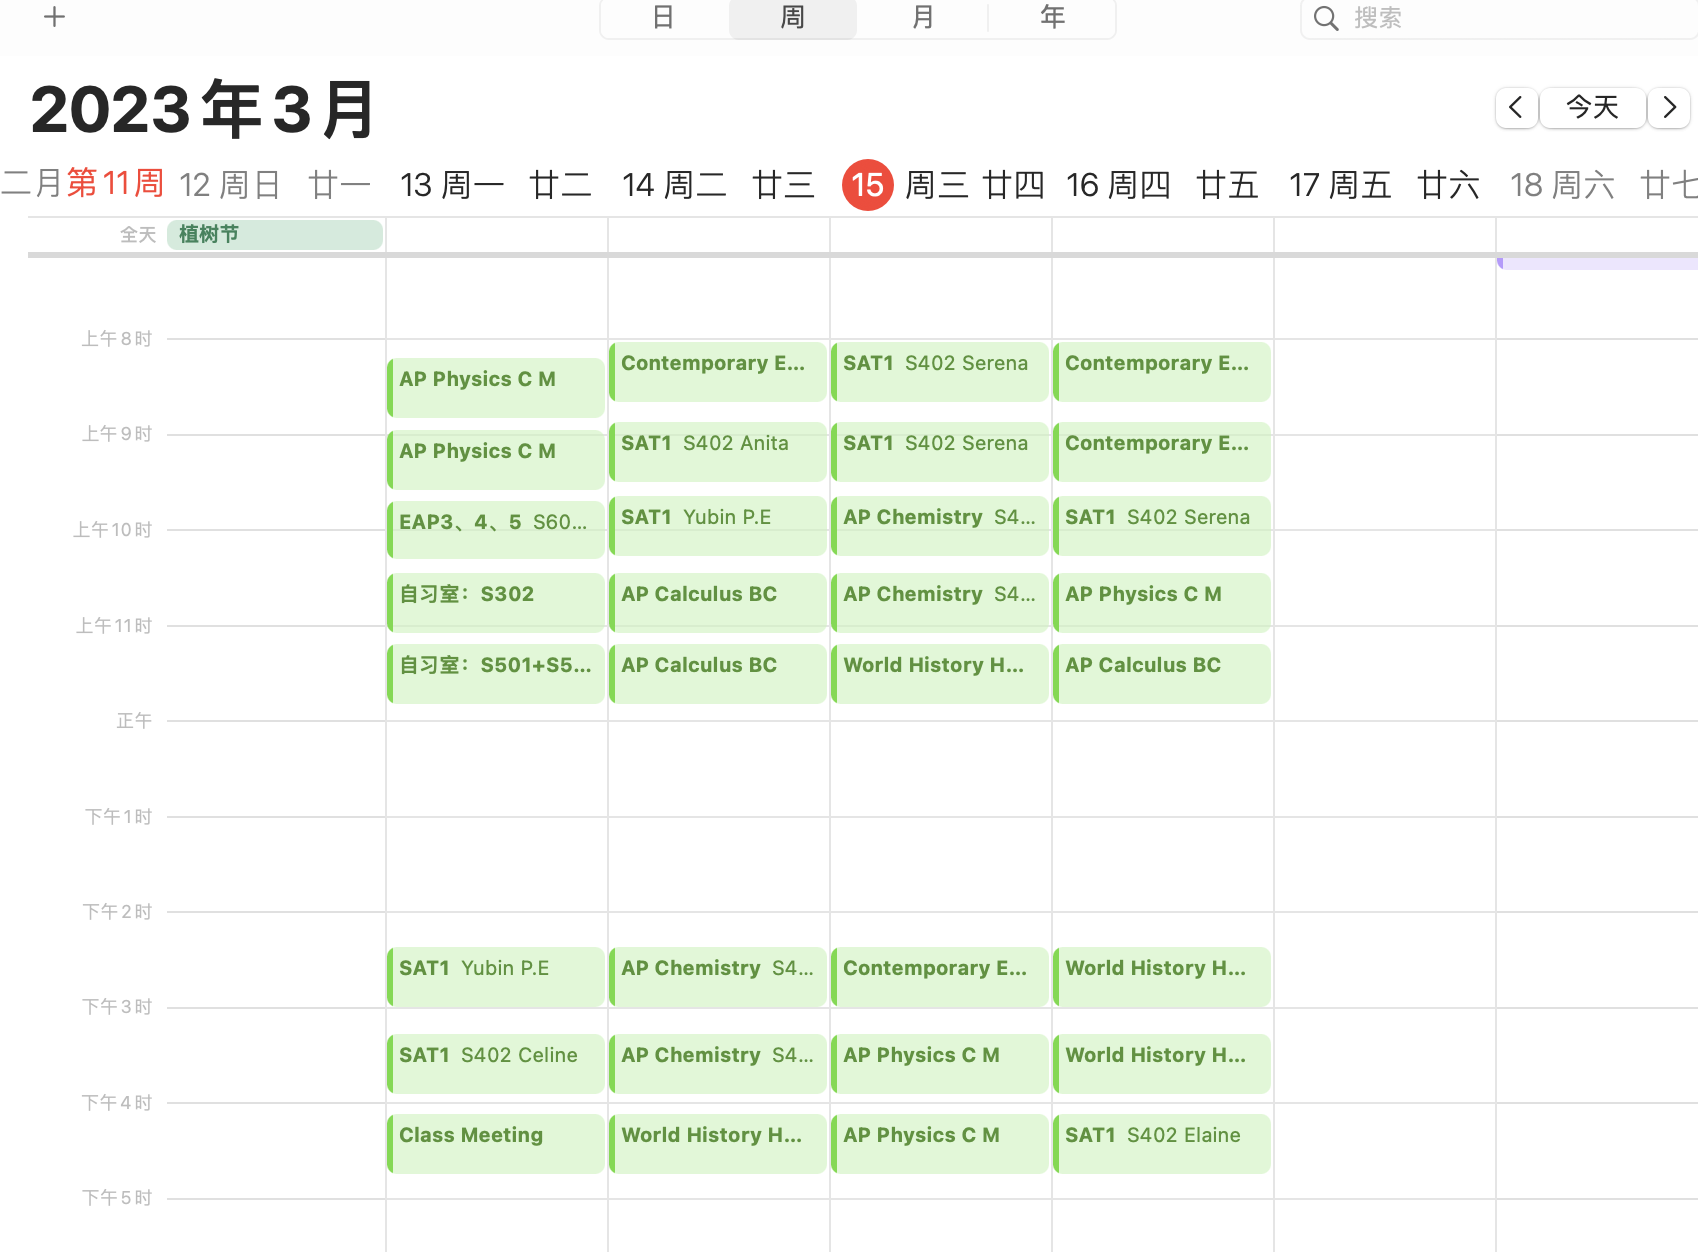 日 周 月 年 搜索
2023年3月 今天
二月 第11周 12 周日 廿一 13 周一 廿二 14 周二 廿三 15 周三 廿四 16 周四 廿五 17 周五 廿六 18 周六 廿七
全天 植树节
上午8时
AP Physics C M
Contemporary E...
SAT1 S402 Serena
Contemporary E...
上午9时
AP Physics C M
SAT1 S402 Anita
SAT1 S402 Serena
Contemporary E...
上午10时
EAP3、4、5 S60...
SAT1 Yubin P.E
AP Chemistry S4...
SAT1 S402 Serena
自习室：S302
AP Calculus BC
AP Chemistry S4...
AP Physics C M
上午11时
自习室：S501+S5...
AP Calculus BC
World History H...
AP Calculus BC
正午
下午1时
下午2时
SAT1 Yubin P.E
AP Chemistry S4...
Contemporary E...
World History H...
下午3时
SAT1 S402 Celine
AP Chemistry S4...
AP Physics C M
World History H...
下午4时
Class Meeting
World History H...
AP Physics C M
SAT1 S402 Elaine
下午5时